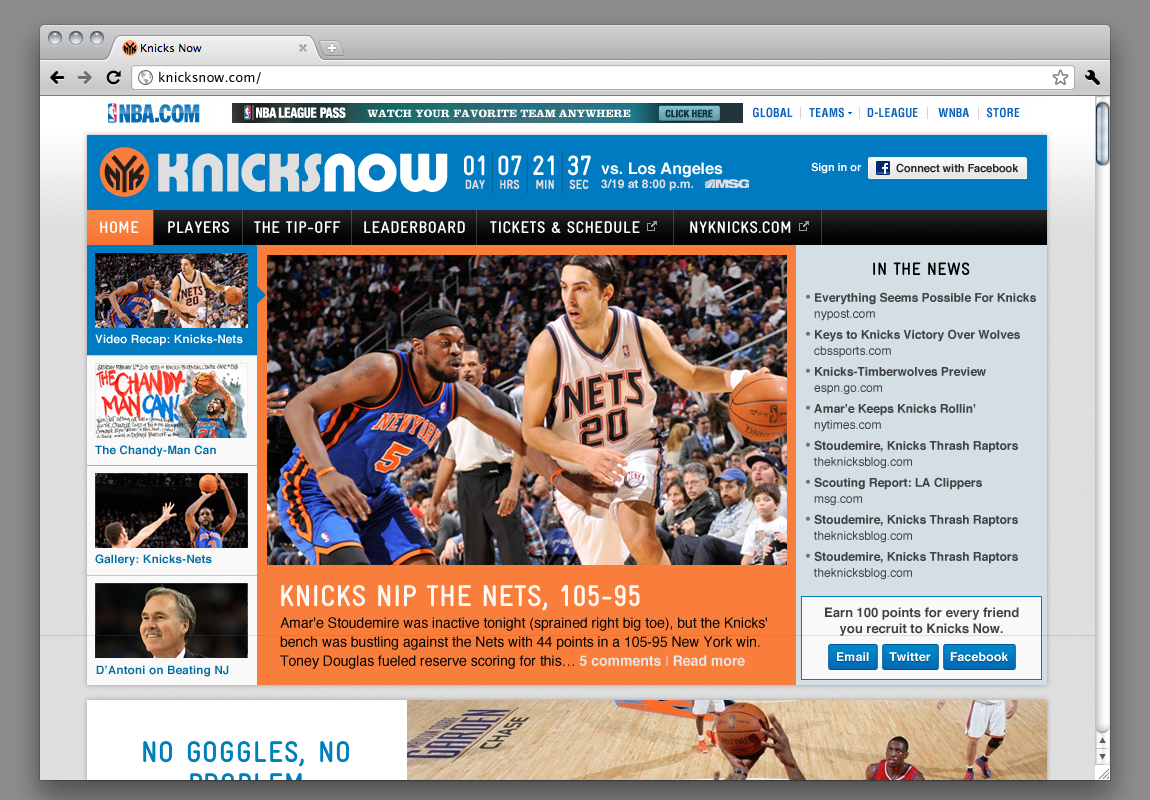 Knicks Now
knicksnow.com/
NBA.COM
NBA LEAGUE PASS WATCH YOUR FAVORITE TEAM ANYWHERE CLICK HERE
GLOBAL TEAMS D-LEAGUE WNBA STORE
KNICKSNOW
01 07 21 37
DAY HRS MIN SEC
vs. Los Angeles
3/19 at 8:00 p.m. MSG
Sign in or Connect with Facebook
HOME PLAYERS THE TIP-OFF LEADERBOARD TICKETS & SCHEDULE NYKNICKS.COM
Video Recap: Knicks-Nets
THE CHANDY-
MAN CAN!
The Chandy-Man Can
Gallery: Knicks-Nets
D'Antoni on Beating NJ
NEW YORK
5
NETS
20
KNICKS NIP THE NETS, 105-95
Amar'e Stoudemire was inactive tonight (sprained right big toe), but the Knicks'
bench was bustling against the Nets with 44 points in a 105-95 New York win.
Toney Douglas fueled reserve scoring for this... 5 comments | Read more
IN THE NEWS
Everything Seems Possible For Knicks
nypost.com
Keys to Knicks Victory Over Wolves
cbssports.com
Knicks-Timberwolves Preview
espn.go.com
Amar'e Keeps Knicks Rollin'
nytimes.com
Stoudemire, Knicks Thrash Raptors
theknicksblog.com
Scouting Report: LA Clippers
msg.com
Stoudemire, Knicks Thrash Raptors
theknicksblog.com
Stoudemire, Knicks Thrash Raptors
theknicksblog.com
Earn 100 points for every friend
you recruit to Knicks Now.
Email Twitter Facebook
NO GOGGLES, NO
PROBLEM
GARDEN
CHASE